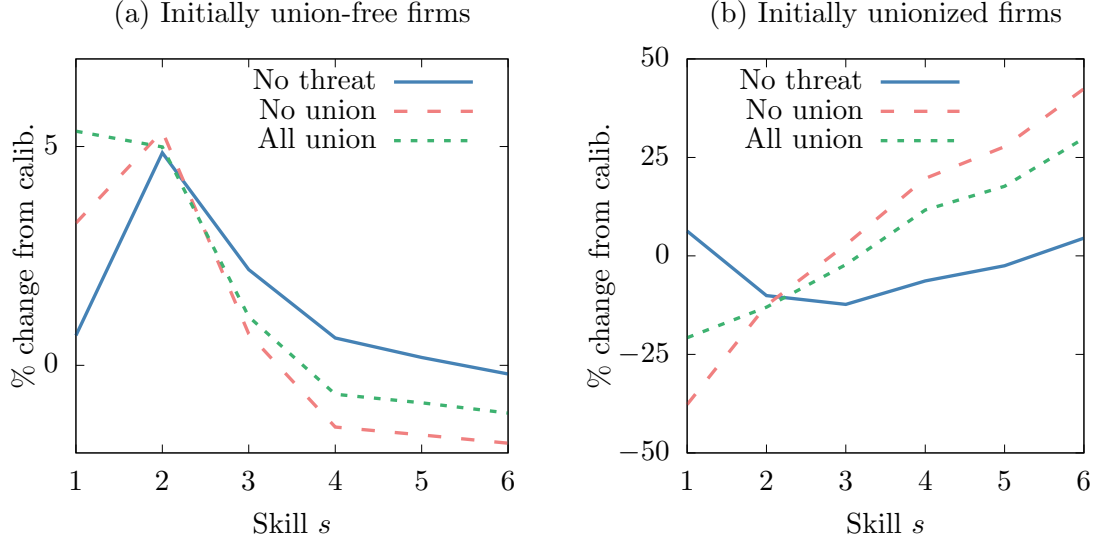 (a) Initially union-free firms
% change from calib.
5
0
No threat
No union
All union
1 2 3 4 5 6
Skill s
(b) Initially unionized firms
% change from calib.
50
25
0
−25
−50
No threat
No union
All union
1 2 3 4 5 6
Skill s